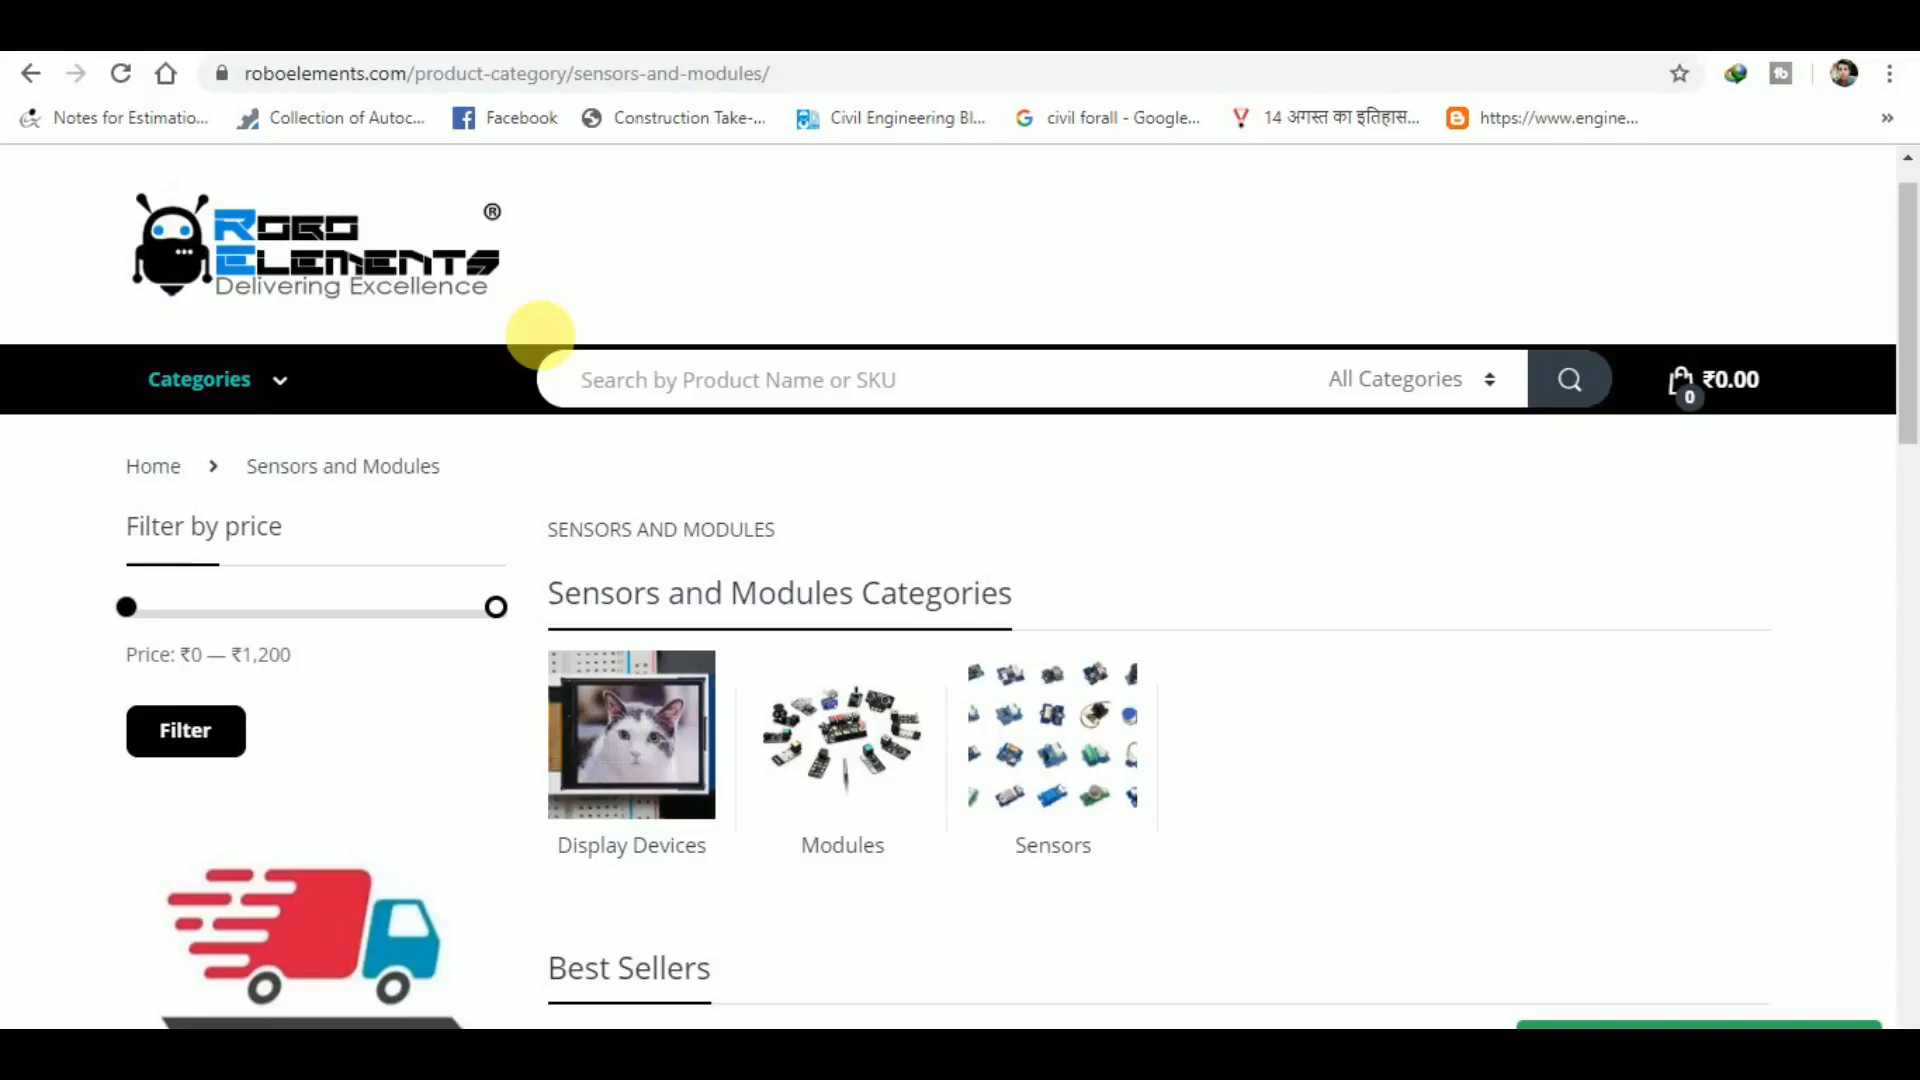 roboelements.com/product-category/sensors-and-modules/
Notes for Estimatio...
Collection of Autoc...
Facebook
Construction Take-...
Civil Engineering Bl...
civil forall - Google...
14 अगस्त का इतिहास...
https://www.engine...
ROBO
ELEMENTS
®
Delivering Excellence
Categories
Search by Product Name or SKU
All Categories
₹0.00
0
Home > Sensors and Modules
Filter by price
Price: ₹0 — ₹1,200
Filter
SENSORS AND MODULES
Sensors and Modules Categories
Display Devices
Modules
Sensors
Best Sellers